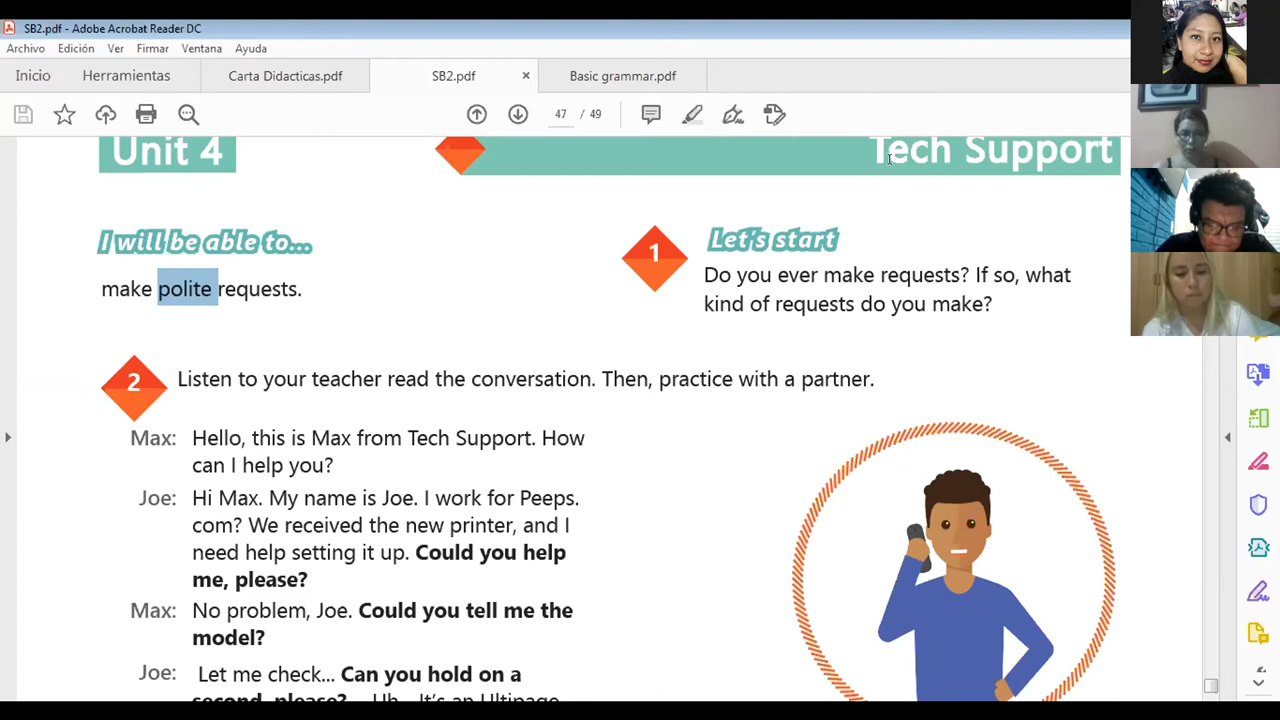 SB2.pdf - Adobe Acrobat Reader DC
Archivo Edición Ver Firmar Ventana Ayuda
Inicio Herramientas Carta Didacticas.pdf SB2.pdf × Basic grammar.pdf
47 / 49
Unit 4 Tech Support
I will be able to...
make polite requests.
1 Let's start
Do you ever make requests? If so, what
kind of requests do you make?
2 Listen to your teacher read the conversation. Then, practice with a partner.
Max: Hello, this is Max from Tech Support. How
can I help you?
Joe: Hi Max. My name is Joe. I work for Peeps.
com? We received the new printer, and I
need help setting it up. Could you help
me, please?
Max: No problem, Joe. Could you tell me the
model?
Joe: Let me check... Can you hold on a
second, please? ...Uh...It's an Ultipage